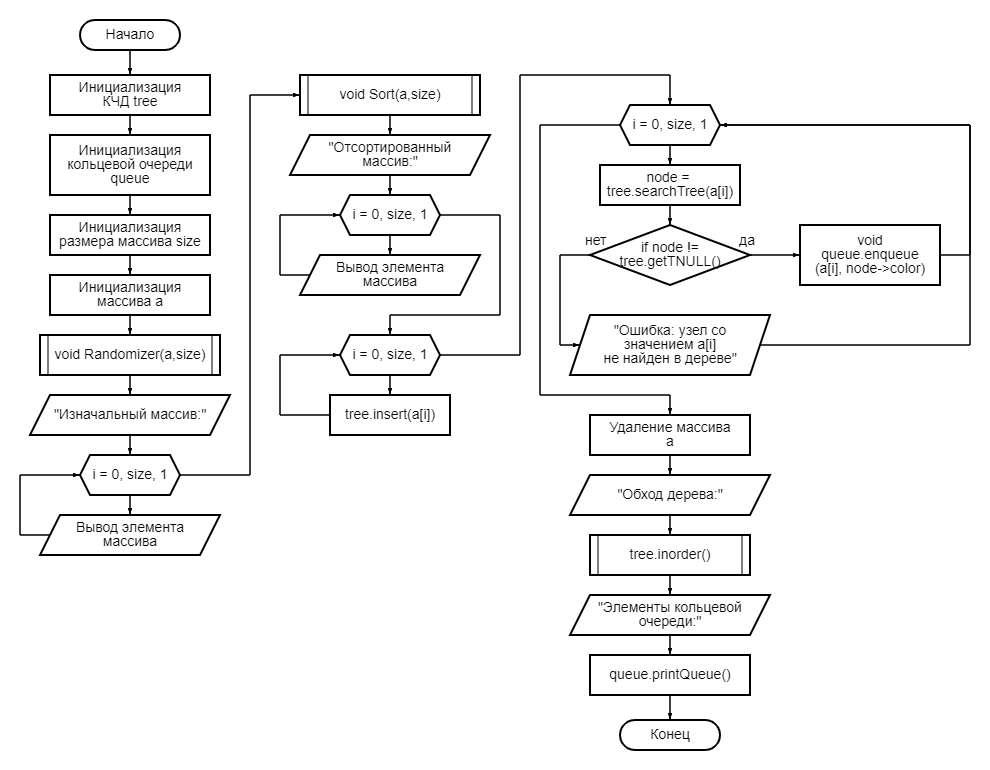 Начало
Инициализация
КЧД tree
Инициализация
кольцевой очереди
queue
Инициализация
размера массива size
Инициализация
массива a
void Randomizer(a,size)
"Изначальный массив:"
i = 0, size, 1
Вывод элемента
массива
void Sort(a,size)
"Отсортированный
массив:"
i = 0, size, 1
Вывод элемента
массива
i = 0, size, 1
tree.insert(a[i])
i = 0, size, 1
node =
tree.searchTree(a[i])
нет
if node !=
tree.getTNULL()
да
void
queue.enqueue
(a[i], node->color)
"Ошибка: узел со
значением a[i]
не найден в дереве"
Удаление массива
a
"Обход дерева:"
tree.inorder()
"Элементы кольцевой
очереди:"
queue.printQueue()
Конец